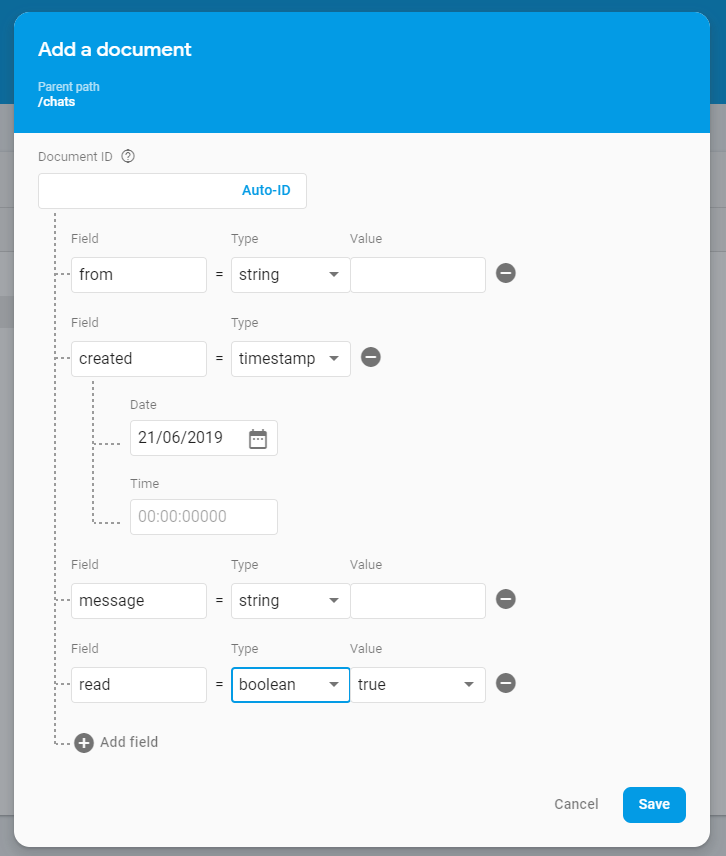 Add a document
Parent path
/chats
Document ID
Auto-ID
Field Type Value
from = string
Field Type
created = timestamp
Date
21/06/2019
Time
00:00:00000
Field Type Value
message = string
Field Type Value
read = boolean true
Add field
Cancel Save